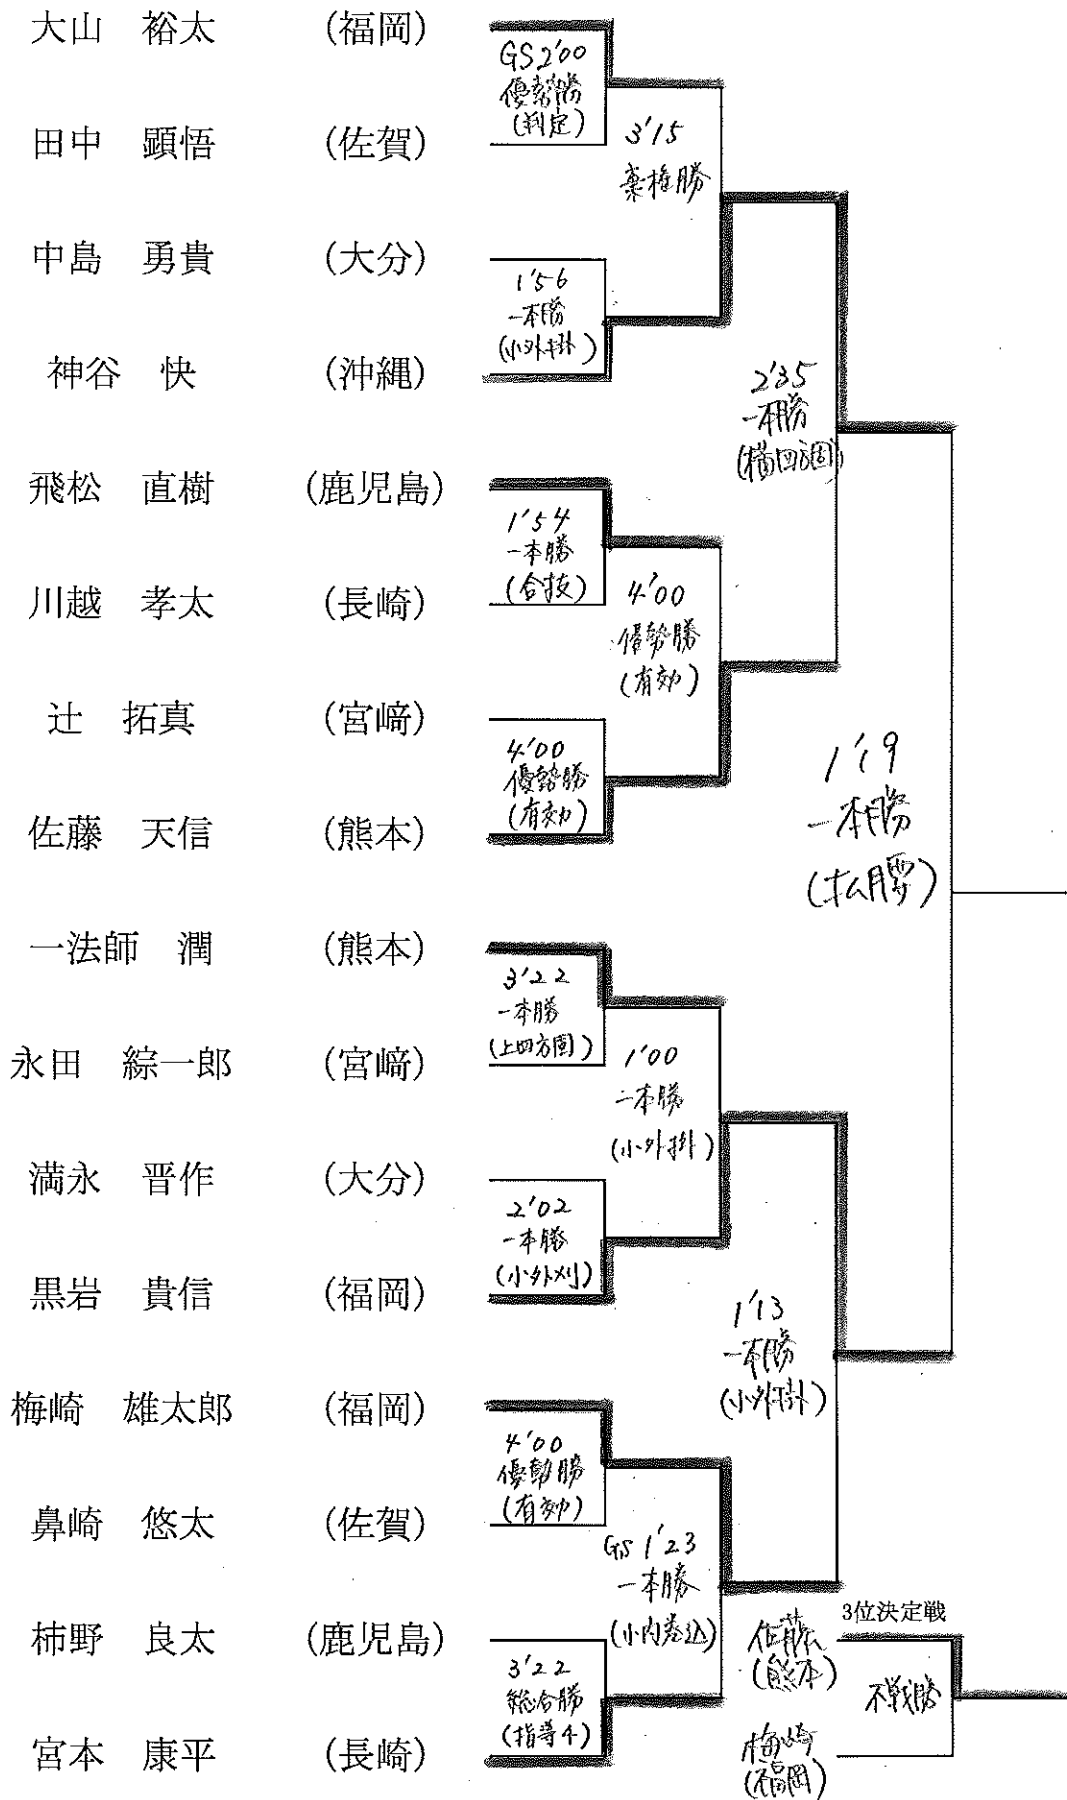 大山　裕太　（福岡）
GS2'00
優勢勝
(判定)
田中　顕悟　（佐賀）
3'15
棄権勝
中島　勇貴　（大分）
1'56
一本勝
(小外掛)
神谷　快　（沖縄）
2'35
一本勝
(横四方固)
飛松　直樹　（鹿児島）
1'54
一本勝
(合技)
川越　孝太　（長崎）
4'00
優勢勝
(有効)
辻　拓真　（宮﨑）
4'00
優勢勝
(有効)
佐藤　天信　（熊本）
1'19
一本勝
(払腰)
一法師　潤　（熊本）
3'22
一本勝
(上四方固)
永田　綜一郎　（宮﨑）
1'00
一本勝
(小外掛)
満永　晋作　（大分）
2'02
一本勝
(小外刈)
黒岩　貴信　（福岡）
1'13
一本勝
(小外掛)
梅崎　雄太郎　（福岡）
4'00
優勢勝
(有効)
鼻崎　悠太　（佐賀）
GS 1'23
一本勝
(小内巻込)
柿野　良太　（鹿児島）
3'22
総合勝
(指導4)
宮本　康平　（長崎）
3位決定戦
佐藤
(熊本)
不戦勝
梅崎
(福岡)